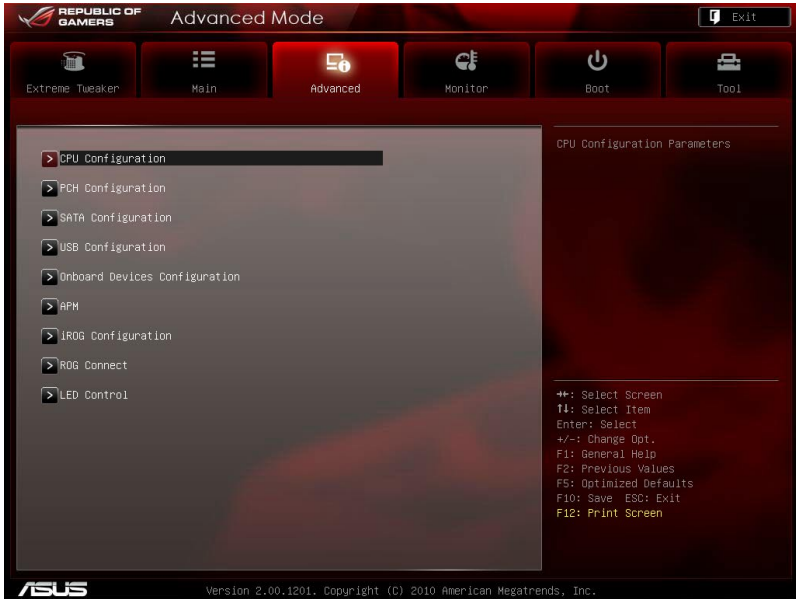 REPUBLIC OF
GAMERS
Advanced Mode
Exit
Extreme Tweaker
Main
Advanced
Monitor
Boot
Tool
CPU Configuration
PCH Configuration
SATA Configuration
USB Configuration
Onboard Devices Configuration
APM
iROG Configuration
ROG Connect
LED Control
CPU Configuration Parameters
→←: Select Screen
↑↓: Select Item
Enter: Select
+/-: Change Opt.
F1: General Help
F2: Previous Values
F5: Optimized Defaults
F10: Save ESC: Exit
F12: Print Screen
ASUS
Version 2.00.1201. Copyright (C) 2010 American Megatrends, Inc.